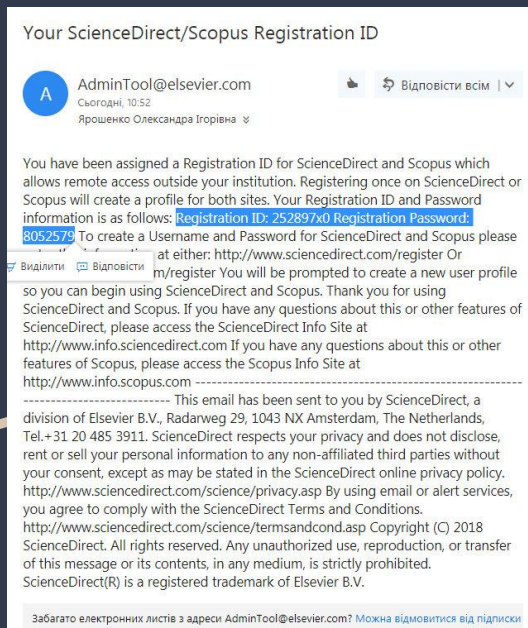 Your ScienceDirect/Scopus Registration ID
A
AdminTool@elsevier.com
Сьогодні, 10:52
Ярошенко Олександра Ігорівна
Відповісти всім
You have been assigned a Registration ID for ScienceDirect and Scopus which
allows remote access outside your institution. Registering once on ScienceDirect or
Scopus will create a profile for both sites. Your Registration ID and Password
information is as follows: Registration ID: 252897x0 Registration Password:
8052579 To create a Username and Password for ScienceDirect and Scopus please
at either: http://www.sciencedirect.com/register Or
Виділити Відповісти m/register You will be prompted to create a new user profile
so you can begin using ScienceDirect and Scopus. Thank you for using
ScienceDirect and Scopus. If you have any questions about this or other features of
ScienceDirect, please access the ScienceDirect Info Site at
http://www.info.sciencedirect.com If you have any questions about this or other
features of Scopus, please access the Scopus Info Site at
http://www.info.scopus.com -----------------------------------------------------
--------------------------- This email has been sent to you by ScienceDirect, a
division of Elsevier B.V., Radarweg 29, 1043 NX Amsterdam, The Netherlands,
Tel.+31 20 485 3911. ScienceDirect respects your privacy and does not disclose,
rent or sell your personal information to any non-affiliated third parties without
your consent, except as may be stated in the ScienceDirect online privacy policy.
http://www.sciencedirect.com/science/privacy.asp By using email or alert services,
you agree to comply with the ScienceDirect Terms and Conditions.
http://www.sciencedirect.com/science/termsandcond.asp Copyright (C) 2018
ScienceDirect. All rights reserved. Any unauthorized use, reproduction, or transfer
of this message or its contents, in any medium, is strictly prohibited.
ScienceDirect(R) is a registered trademark of Elsevier B.V.
Забагато електронних листів з адреси AdminTool@elsevier.com? Можна відмовитися від підписки